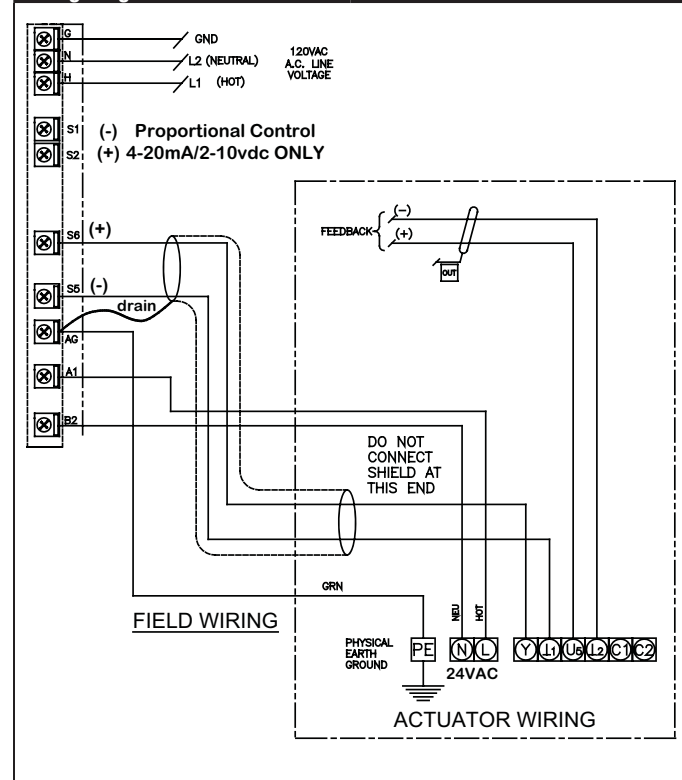 G
GND
N
L2 (NEUTRAL)
H
L1 (HOT)
120VAC
A.C. LINE
VOLTAGE
S1
(-) Proportional Control
S2
(+) 4-20mA/2-10vdc ONLY
S6
(+)
S5
(-)
drain
AG
A1
B2
FEEDBACK
(-)
(+)
OUT
DO NOT
CONNECT
SHIELD AT
THIS END
GRN
FIELD WIRING
NEU
HOT
PHYSICAL
EARTH
GROUND
PE
N
L
24VAC
Y
⊥1
U5
⊥2
C1
C2
ACTUATOR WIRING